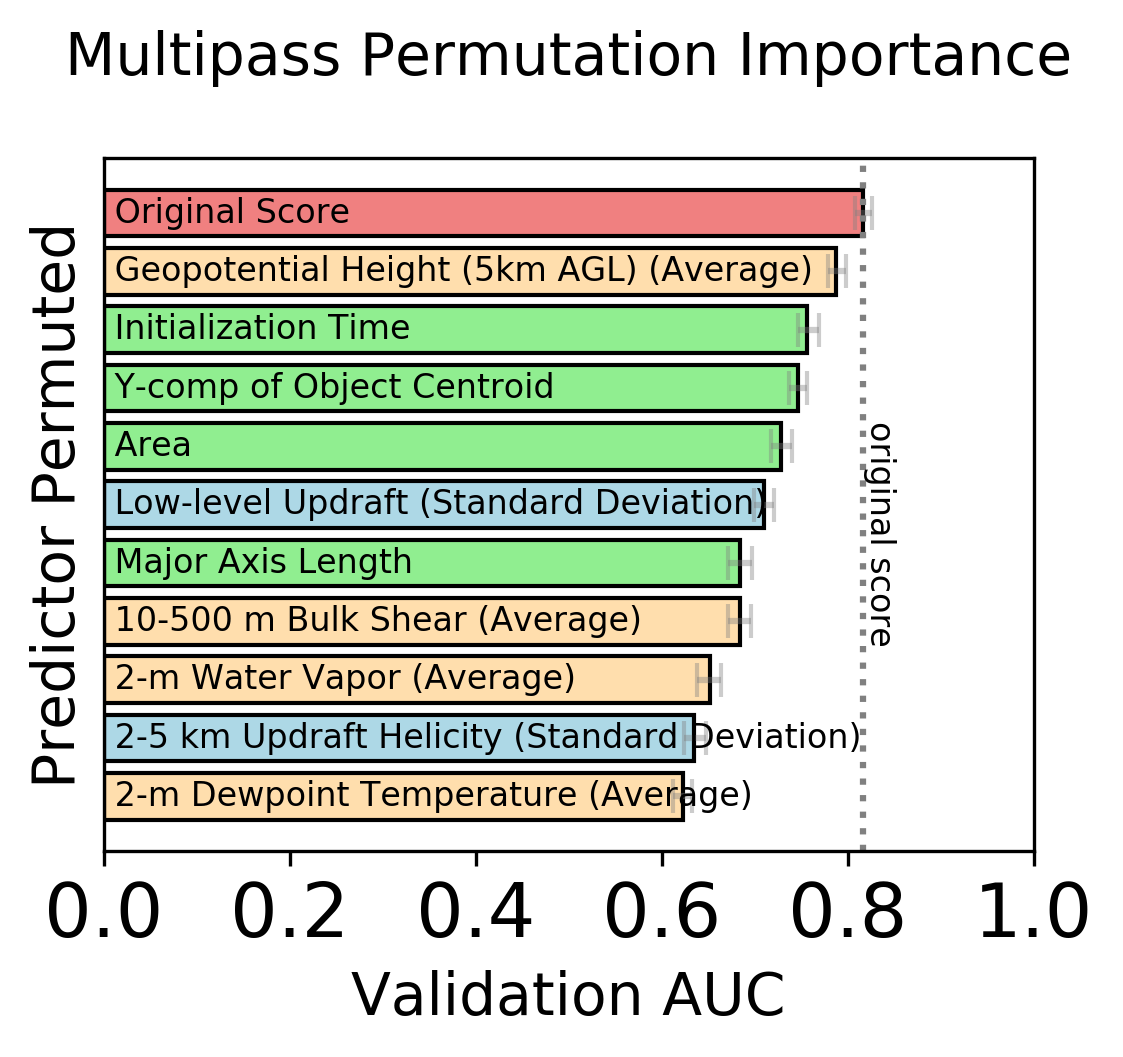 Multipass Permutation Importance
Predictor Permuted
Original Score
Geopotential Height (5km AGL) (Average)
Initialization Time
Y-comp of Object Centroid
Area
Low-level Updraft (Standard Deviation)
Major Axis Length
10-500 m Bulk Shear (Average)
2-m Water Vapor (Average)
2-5 km Updraft Helicity (Standard Deviation)
2-m Dewpoint Temperature (Average)
original score
0.0 0.2 0.4 0.6 0.8 1.0
Validation AUC